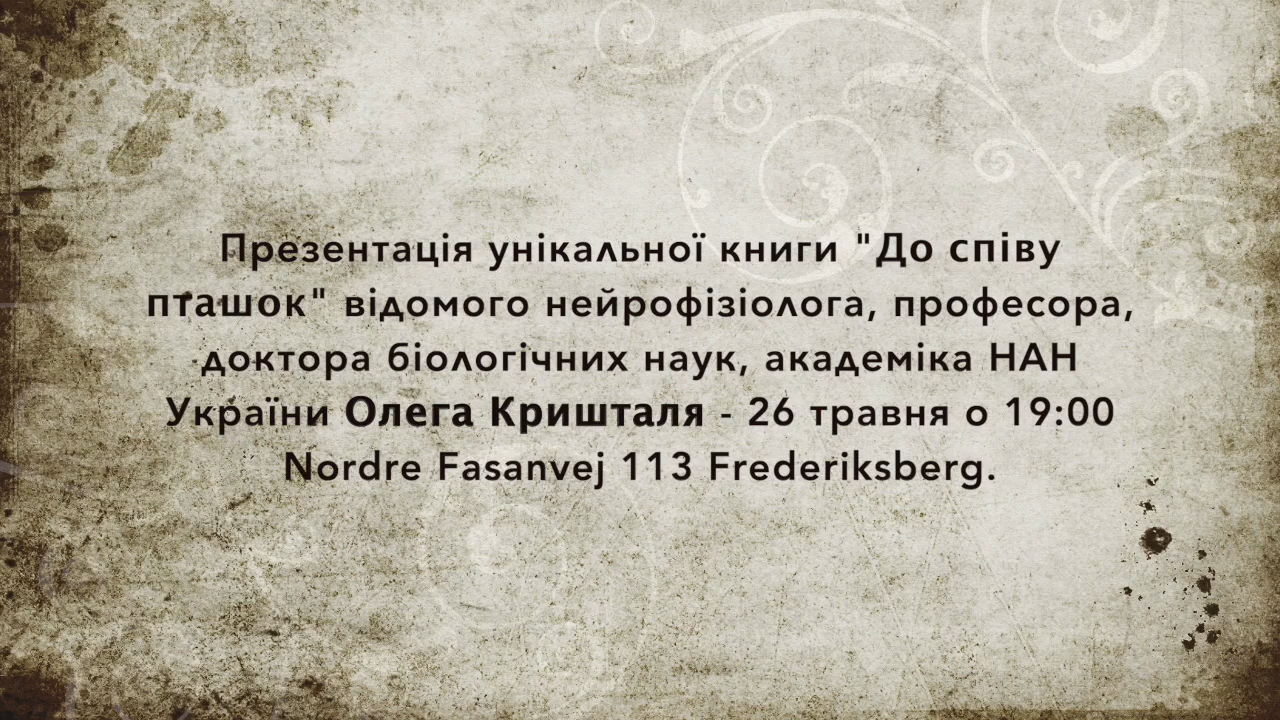 Презентація унікальної книги "До співу
пташок" відомого нейрофізіолога, професора,
доктора біологічних наук, академіка НАН
України Олега Кришталя - 26 травня о 19:00
Nordre Fasanvej 113 Frederiksberg.